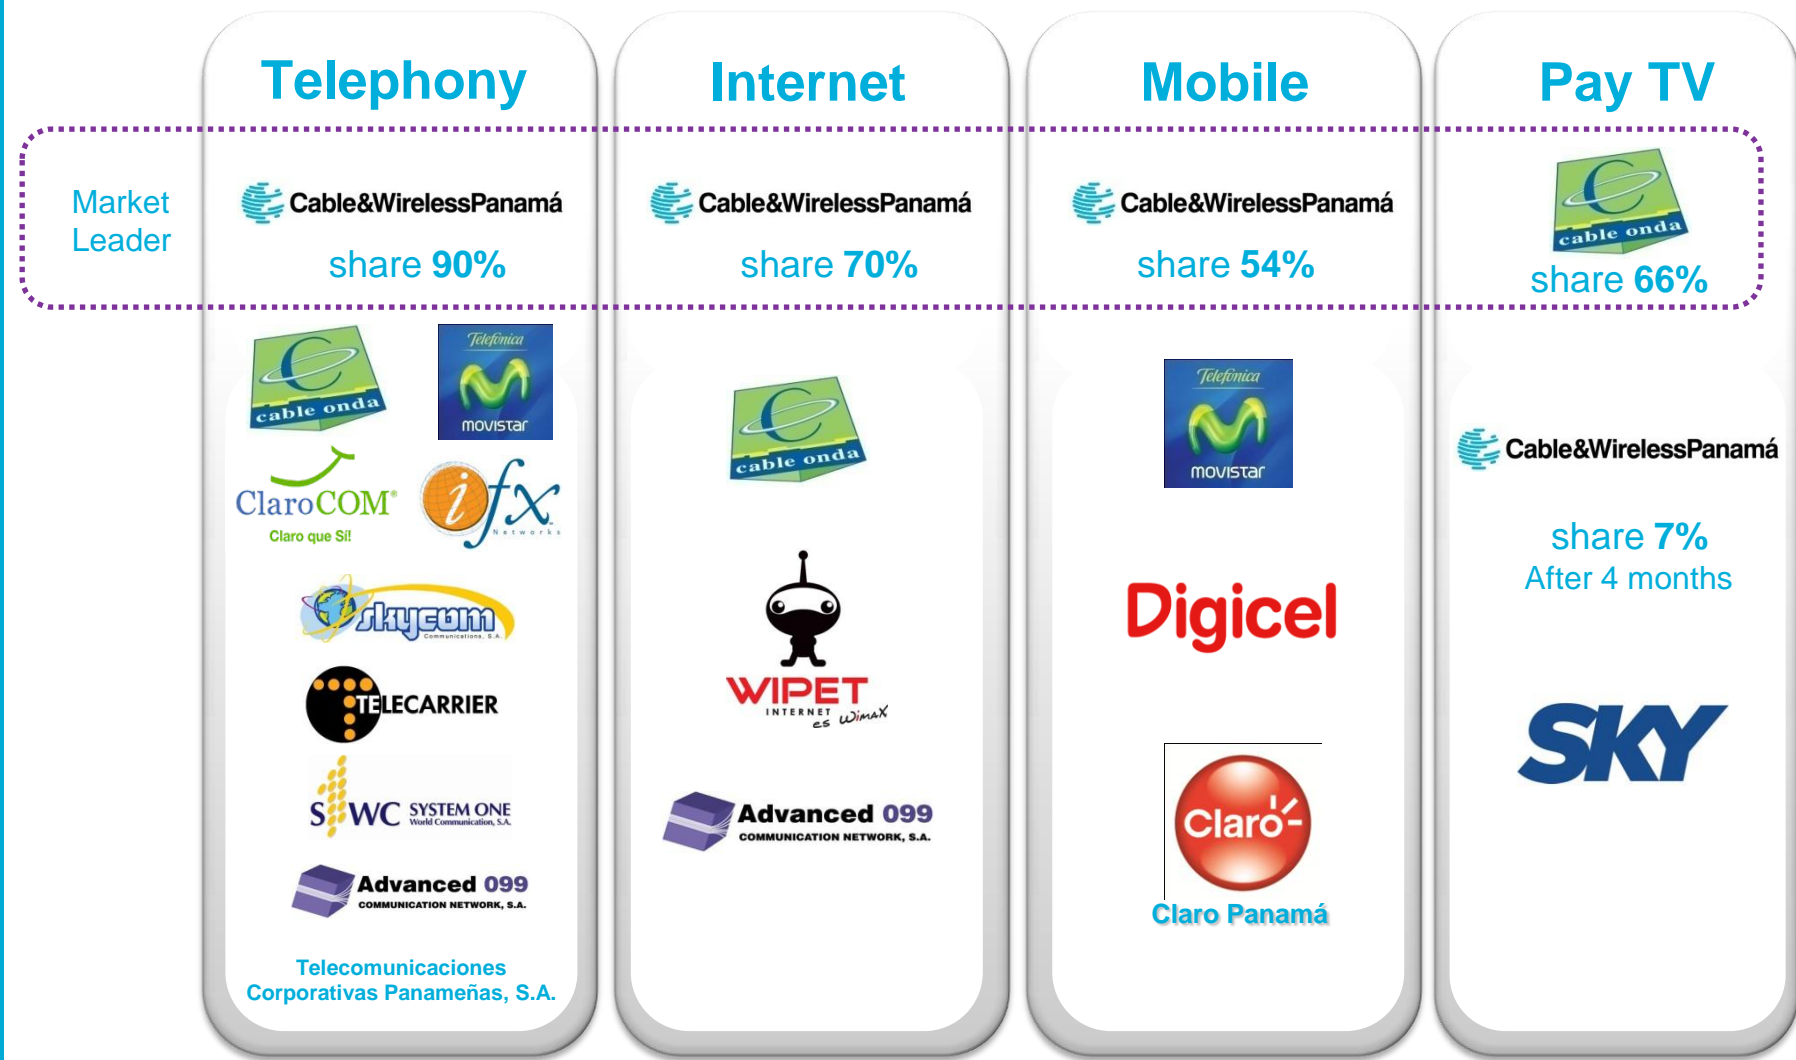 Telephony
Internet
Mobile
Pay TV
Market
Leader
Cable&WirelessPanamá
share 90%
Cable&WirelessPanamá
share 70%
Cable&WirelessPanamá
share 54%
cable onda
share 66%
cable onda
Telefónica
movistar
ClaroCOM®
Claro que Sí!
ifx
Networks
skycom
Communications, S.A.
TELECARRIER
SWC SYSTEM ONE
World Communication, S.A.
Advanced 099
COMMUNICATION NETWORK, S.A.
Telecomunicaciones
Corporativas Panameñas, S.A.
cable onda
WIPET
INTERNET
es WimaX
Advanced 099
COMMUNICATION NETWORK, S.A.
Telefónica
movistar
Digicel
Claro
Claro Panamá
Cable&WirelessPanamá
share 7%
After 4 months
SKY